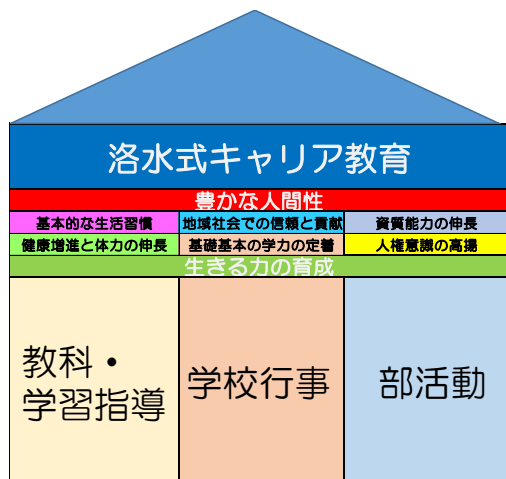 洛水式キャリア教育
豊かな人間性
基本的な生活習慣 地域社会での信頼と貢献 資質能力の伸長
健康増進と体力の伸長 基礎基本の学力の定着 人権意識の高揚
生きる力の育成
教科・
学習指導
学校行事
部活動